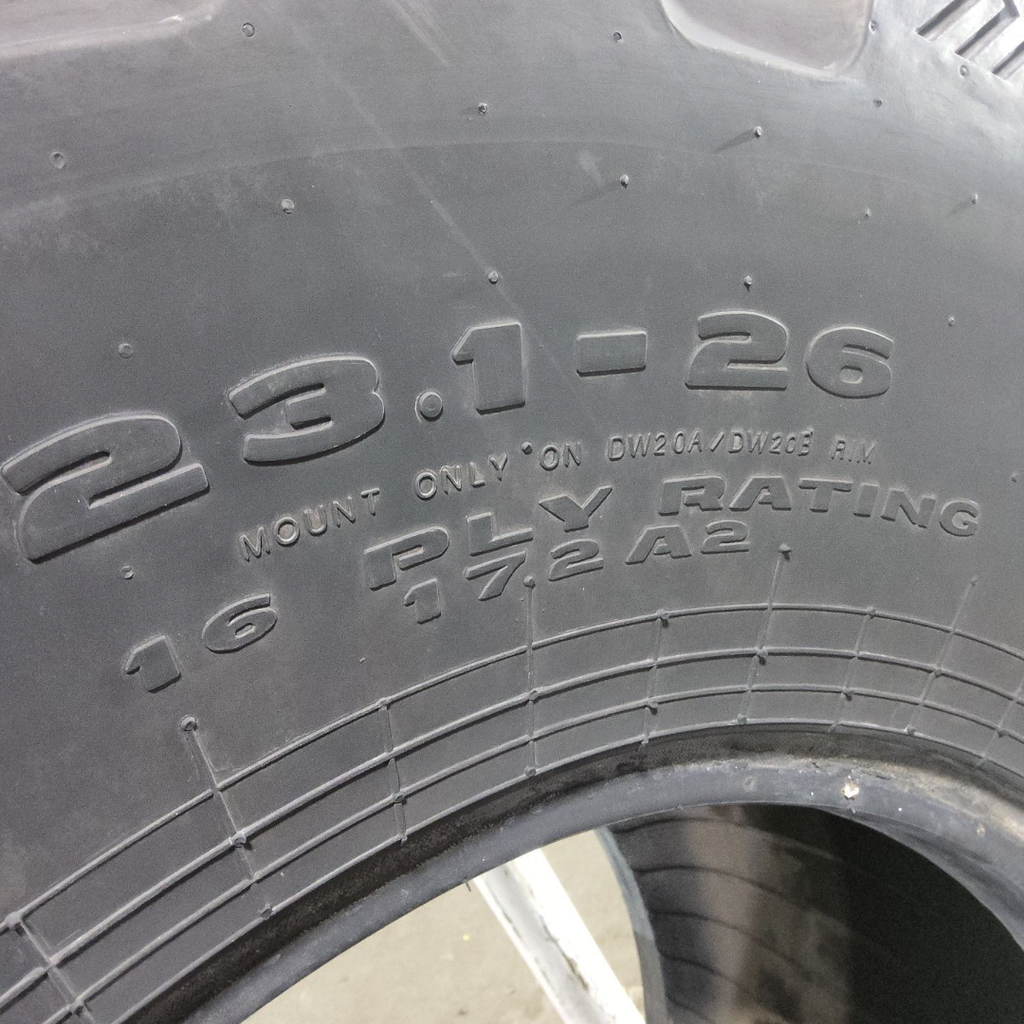 23.1-26
MOUNT ONLY ON DW20A/DW20B RIM
16 PLY RATING
172A2